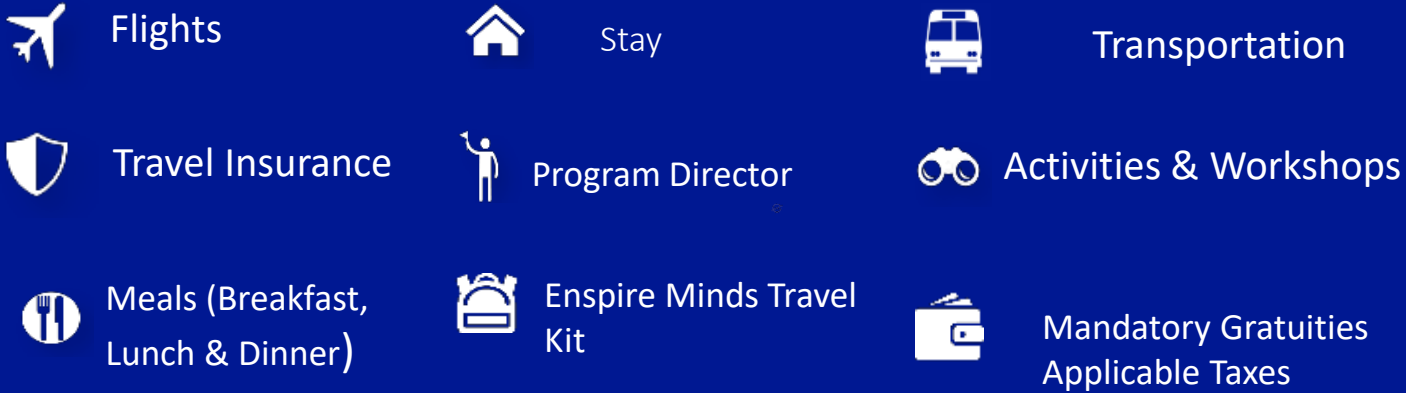 Flights
Stay
Transportation
Travel Insurance
Program Director
Activities & Workshops
Meals (Breakfast,
Lunch & Dinner)
Enspire Minds Travel
Kit
Mandatory Gratuities
Applicable Taxes